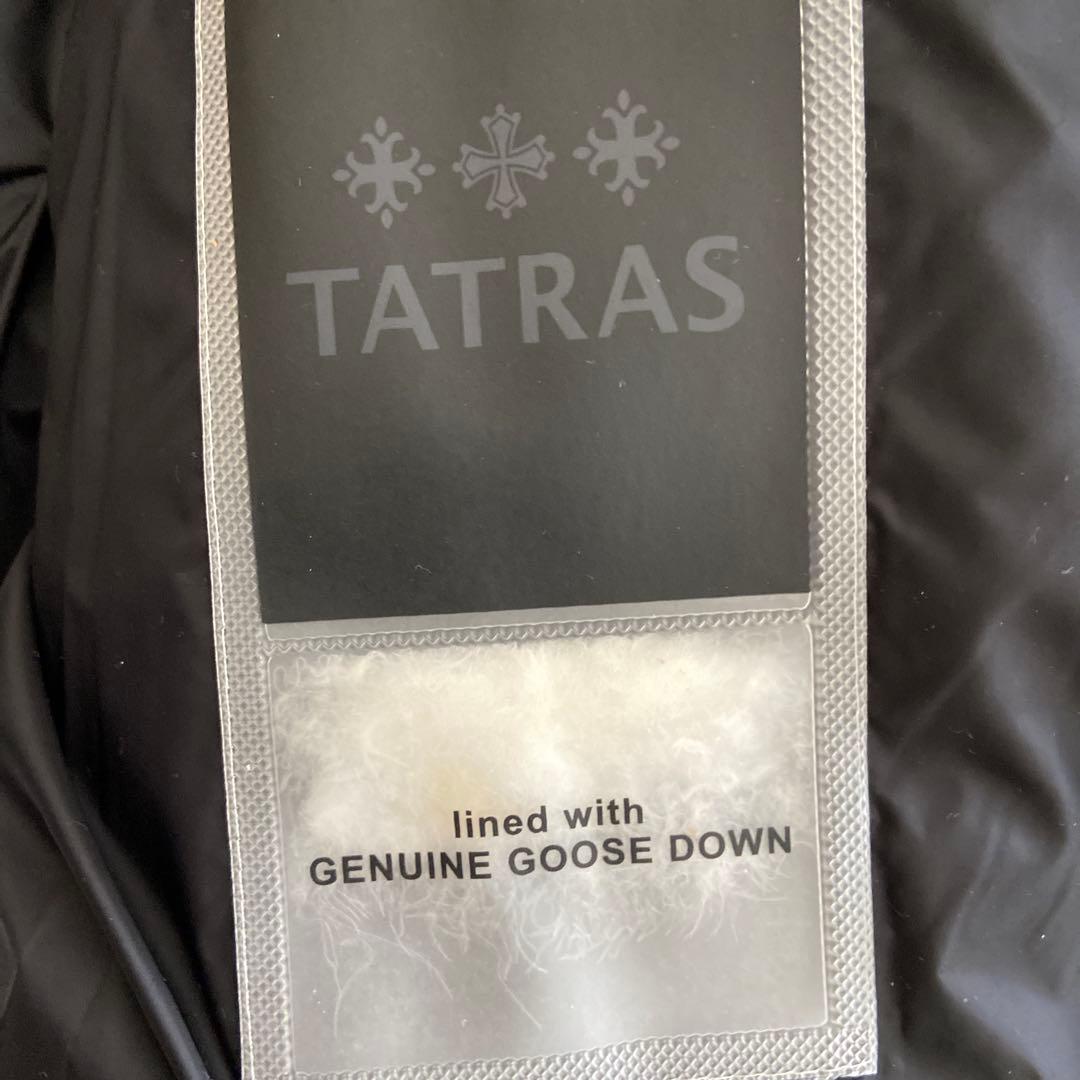 TATRAS
lined with
GENUINE GOOSE DOWN